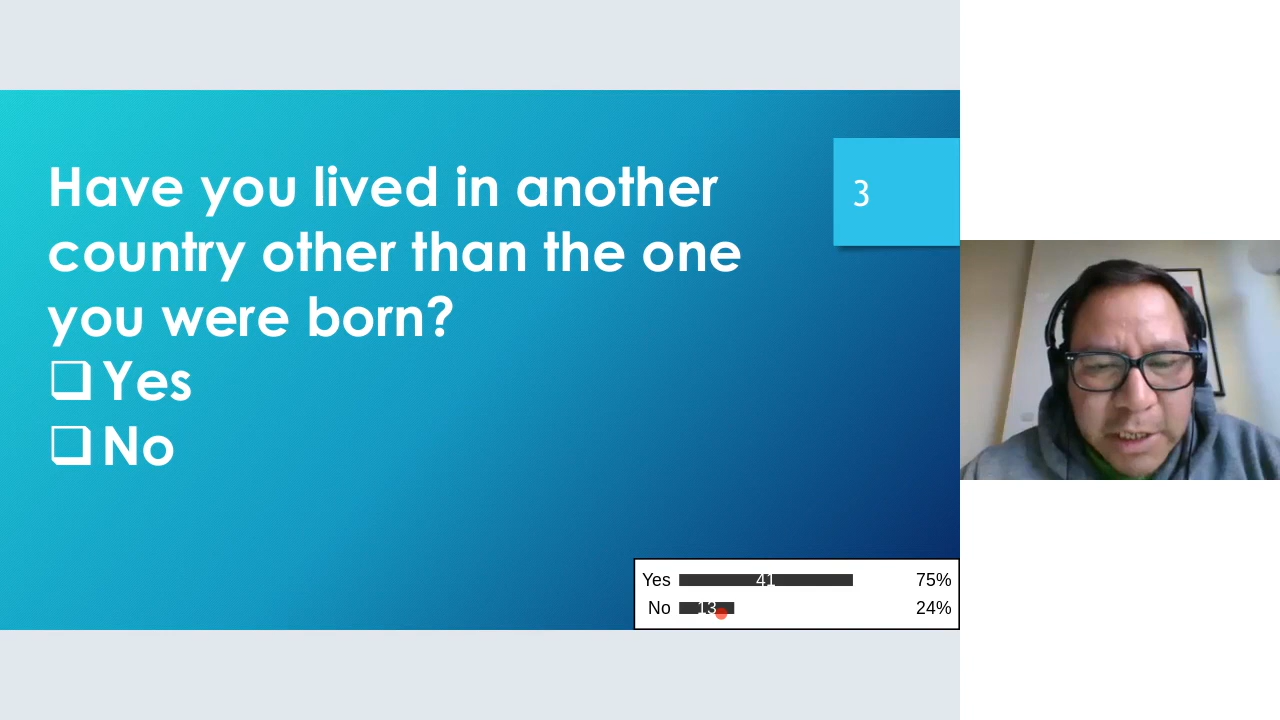 Have you lived in another
country other than the one
you were born?
Yes
No
3
Yes 41 75%
No 13 24%